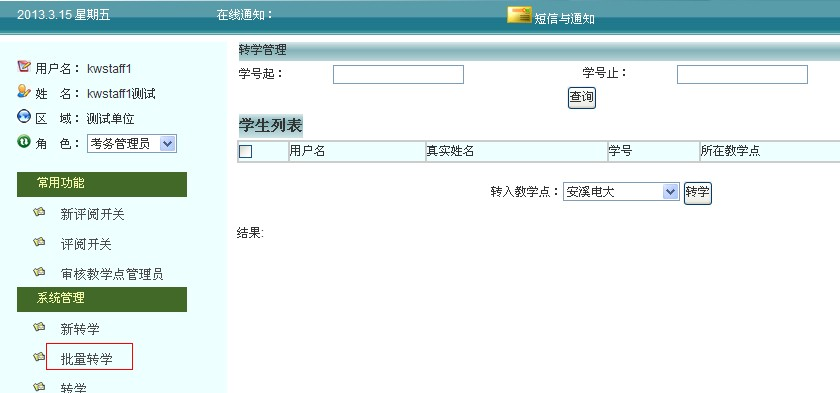 2013.3.15 星期五
在线通知：
短信与通知
用户名： kwstaff1
姓 名： kwstaff1测试
区 域： 测试单位
角 色： 考务管理员
常用功能
新评阅开关
评阅开关
审核教学点管理员
系统管理
新转学
批量转学
转学
转学管理
学号起：
学号止：
查询
学生列表
用户名 真实姓名 学号 所在教学点
转入教学点： 安溪电大 转学
结果: